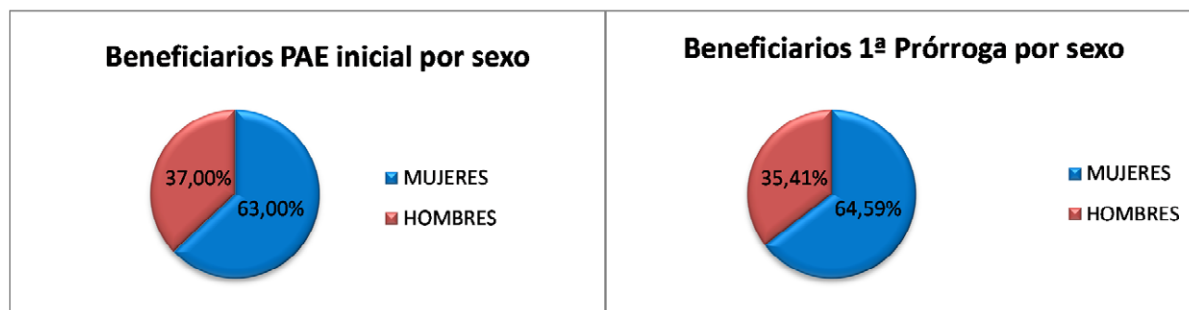 Beneficiarios PAE inicial por sexo
37,00%
63,00%
MUJERES
HOMBRES
Beneficiarios 1ª Prórroga por sexo
35,41%
64,59%
MUJERES
HOMBRES